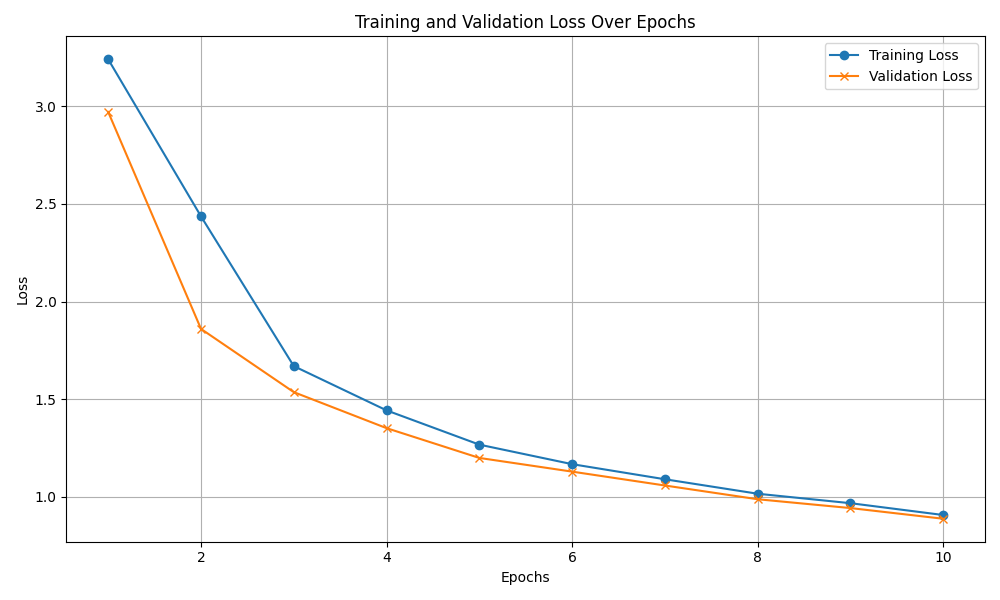 Training and Validation Loss Over Epochs
Training Loss
Validation Loss
3.0
2.5
2.0
1.5
1.0
Loss
2 4 6 8 10
Epochs